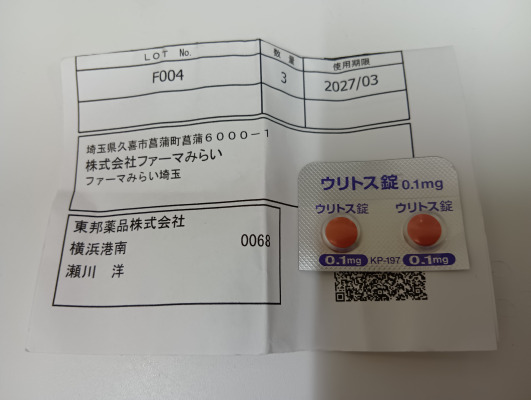 LOT No.
数量
使用期限
F004
3
2027/03
埼玉県久喜市菖蒲町菖蒲6000-1
株式会社ファーマみらい
ファーマみらい埼玉
東邦薬品株式会社
横浜港南
0068
瀬川 洋
ウリトス錠0.1mg
ウリトス錠 ウリトス錠
0.1mg KP-197 0.1mg